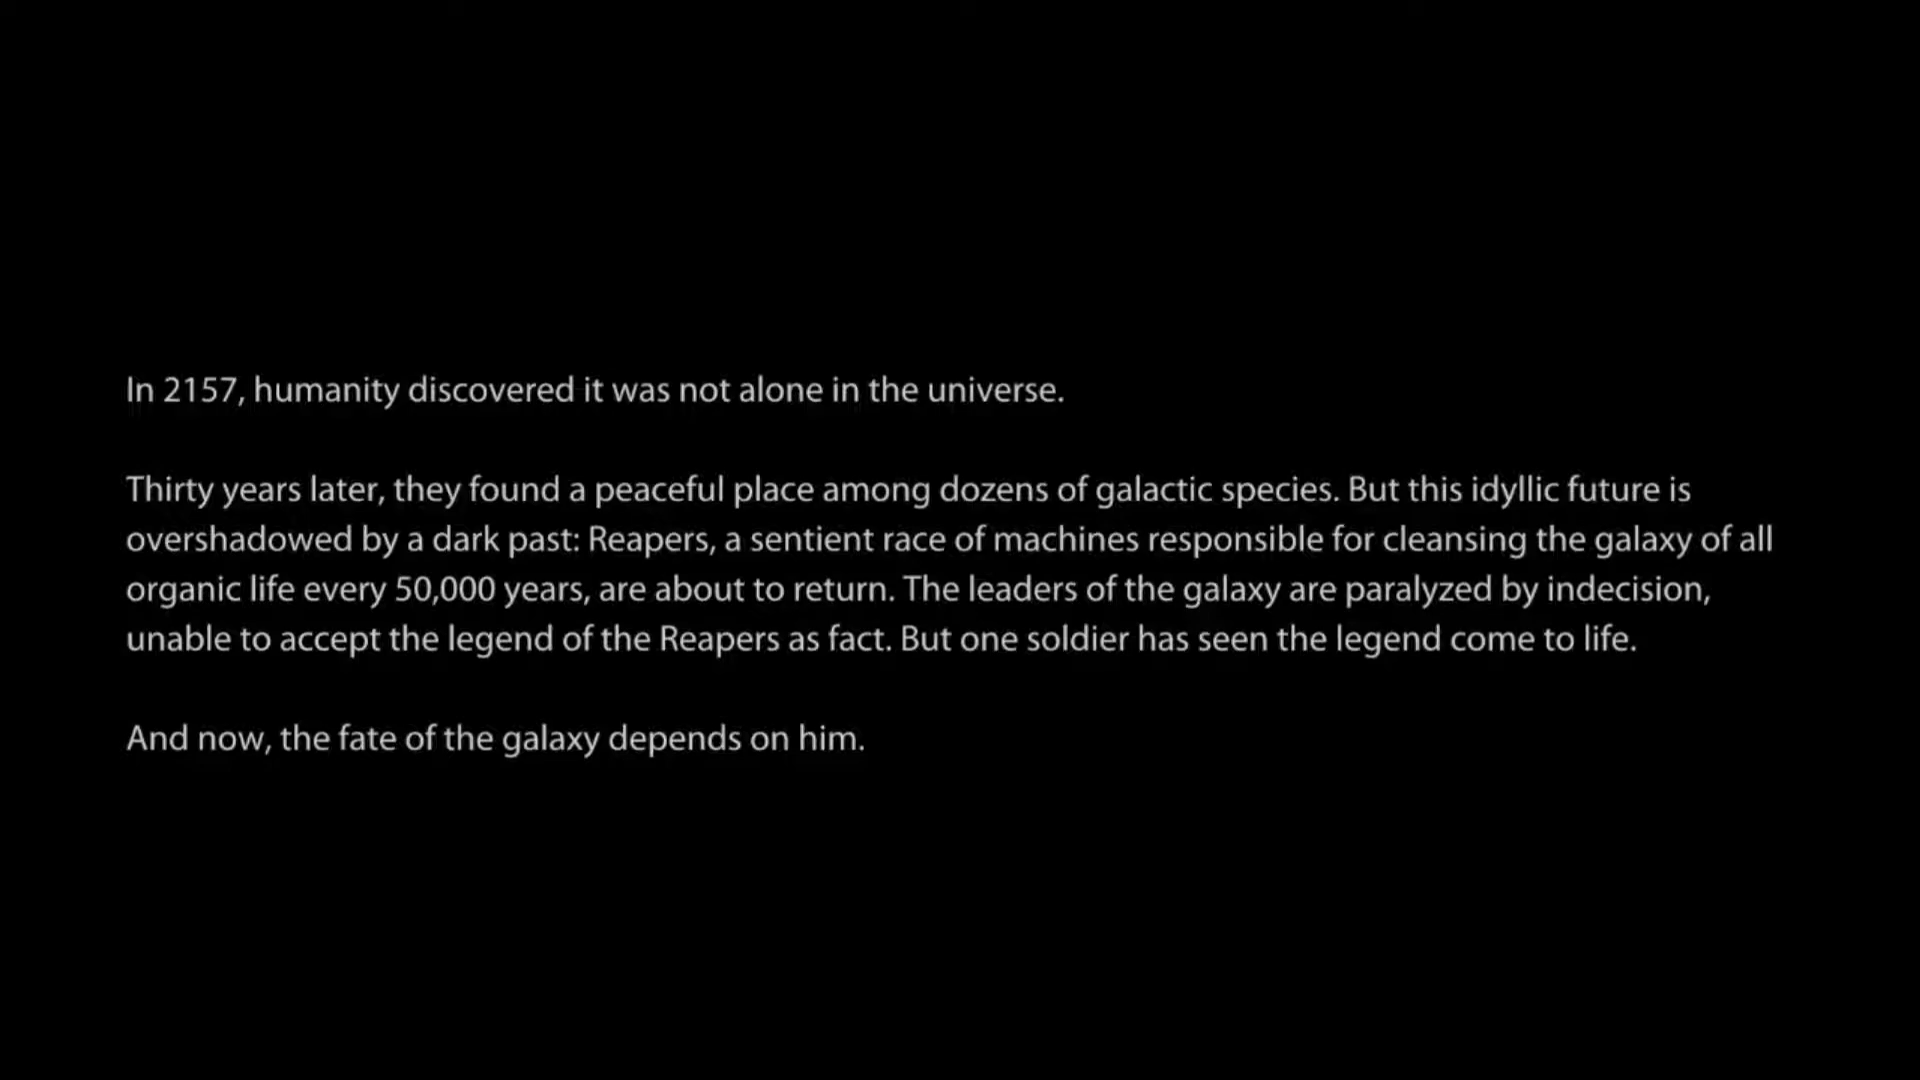 In 2157, humanity discovered it was not alone in the universe.
Thirty years later, they found a peaceful place among dozens of galactic species. But this idyllic future is
overshadowed by a dark past: Reapers, a sentient race of machines responsible for cleansing the galaxy of all
organic life every 50,000 years, are about to return. The leaders of the galaxy are paralyzed by indecision,
unable to accept the legend of the Reapers as fact. But one soldier has seen the legend come to life.
And now, the fate of the galaxy depends on him.